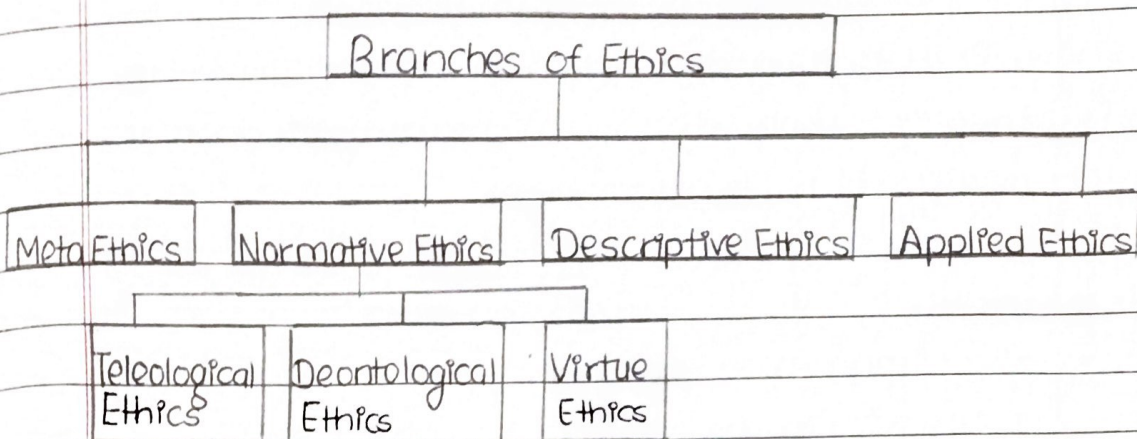 Branches of Ethics
Meta Ethics Normative Ethics Descriptive Ethics Applied Ethics
Teleological Deontological Virtue
Ethics Ethics Ethics